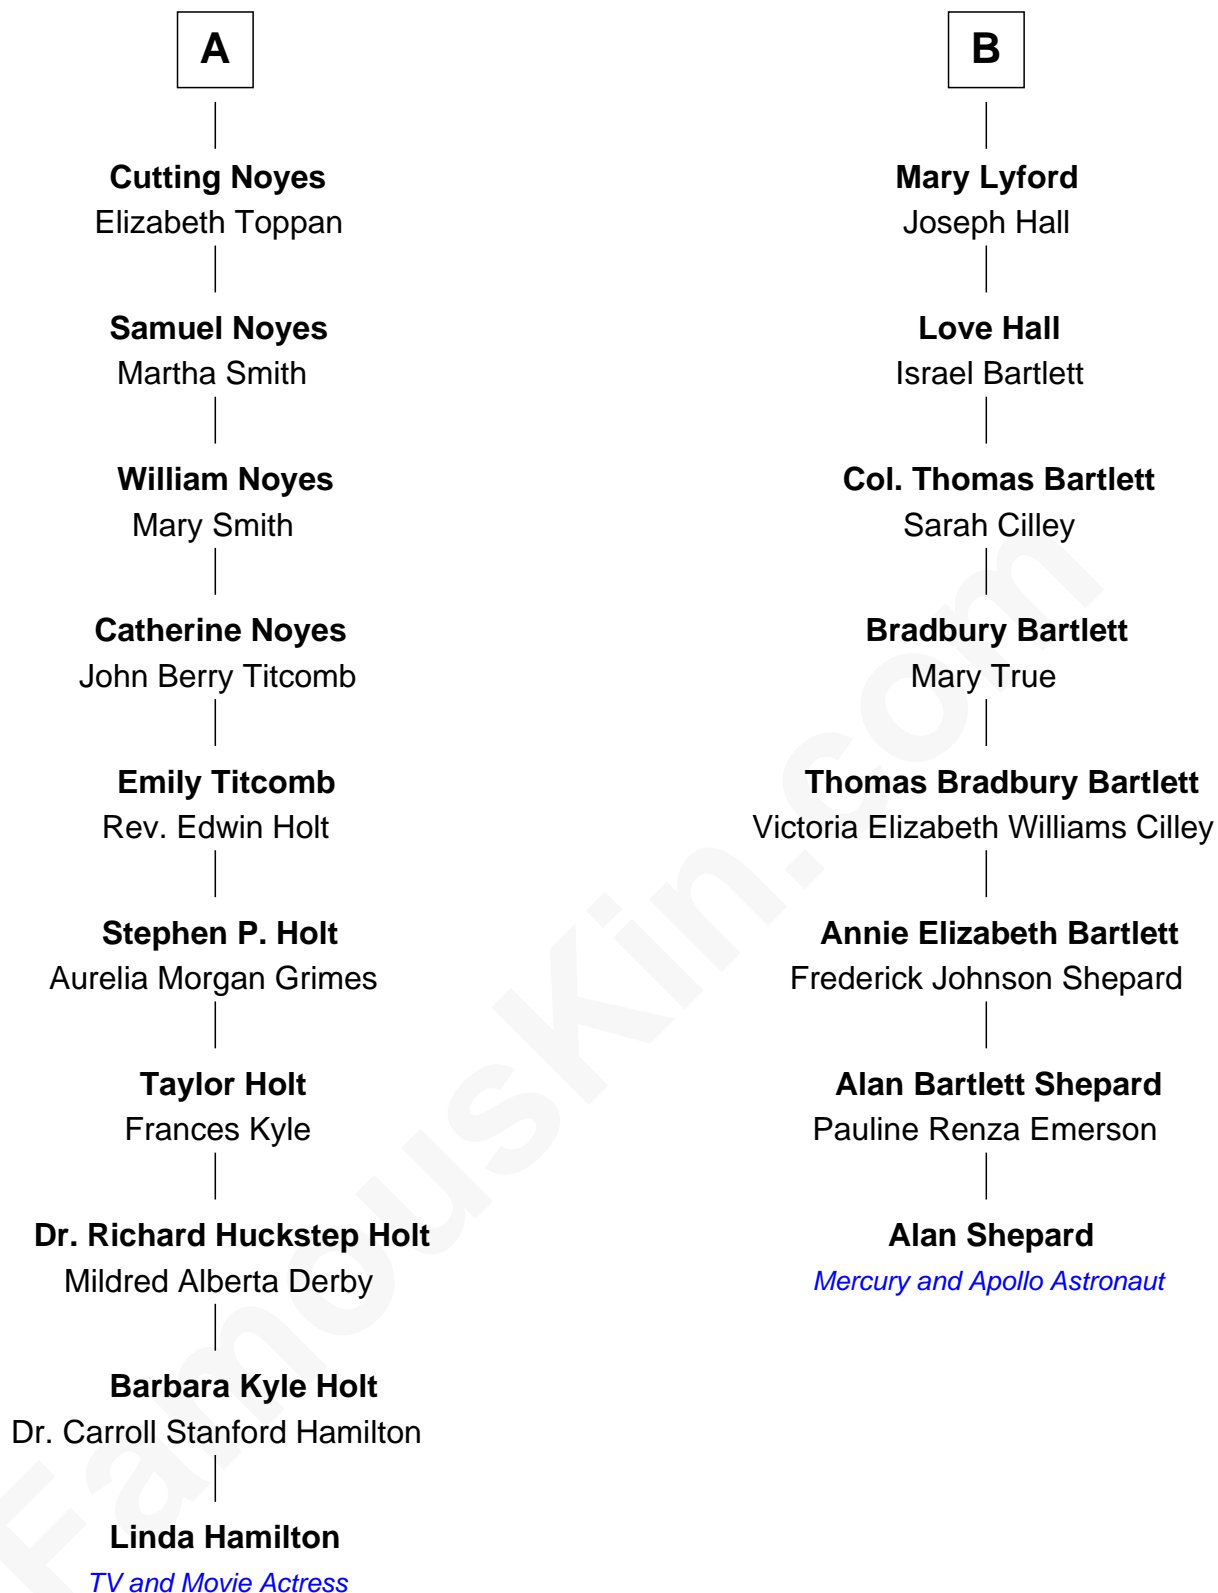 A
Cutting Noyes
Elizabeth Toppan
Samuel Noyes
Martha Smith
William Noyes
Mary Smith
Catherine Noyes
John Berry Titcomb
Emily Titcomb
Rev. Edwin Holt
Stephen P. Holt
Aurelia Morgan Grimes
Taylor Holt
Frances Kyle
Dr. Richard Huckstep Holt
Mildred Alberta Derby
Barbara Kyle Holt
Dr. Carroll Stanford Hamilton
Linda Hamilton
TV and Movie Actress
B
Mary Lyford
Joseph Hall
Love Hall
Israel Bartlett
Col. Thomas Bartlett
Sarah Cilley
Bradbury Bartlett
Mary True
Thomas Bradbury Bartlett
Victoria Elizabeth Williams Cilley
Annie Elizabeth Bartlett
Frederick Johnson Shepard
Alan Bartlett Shepard
Pauline Renza Emerson
Alan Shepard
Mercury and Apollo Astronaut
FamousKin.com